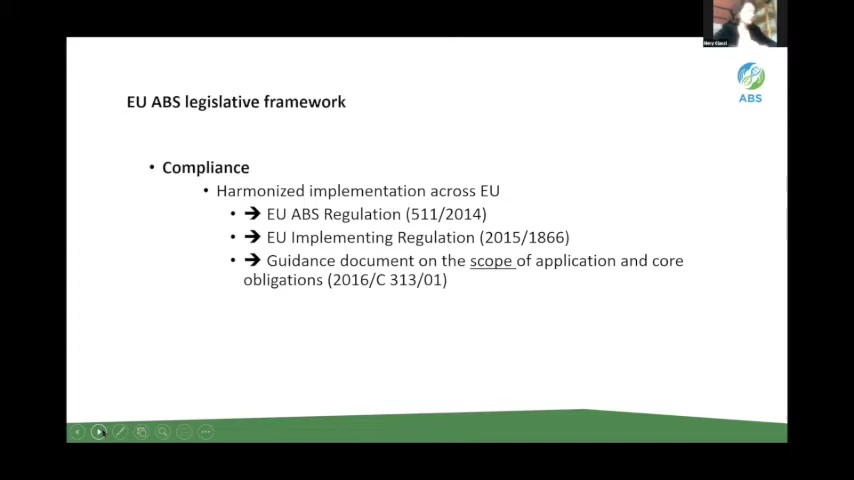 ABS
EU ABS legislative framework
• Compliance
• Harmonized implementation across EU
• ➔ EU ABS Regulation (511/2014)
• ➔ EU Implementing Regulation (2015/1866)
• ➔ Guidance document on the scope of application and core
obligations (2016/C 313/01)